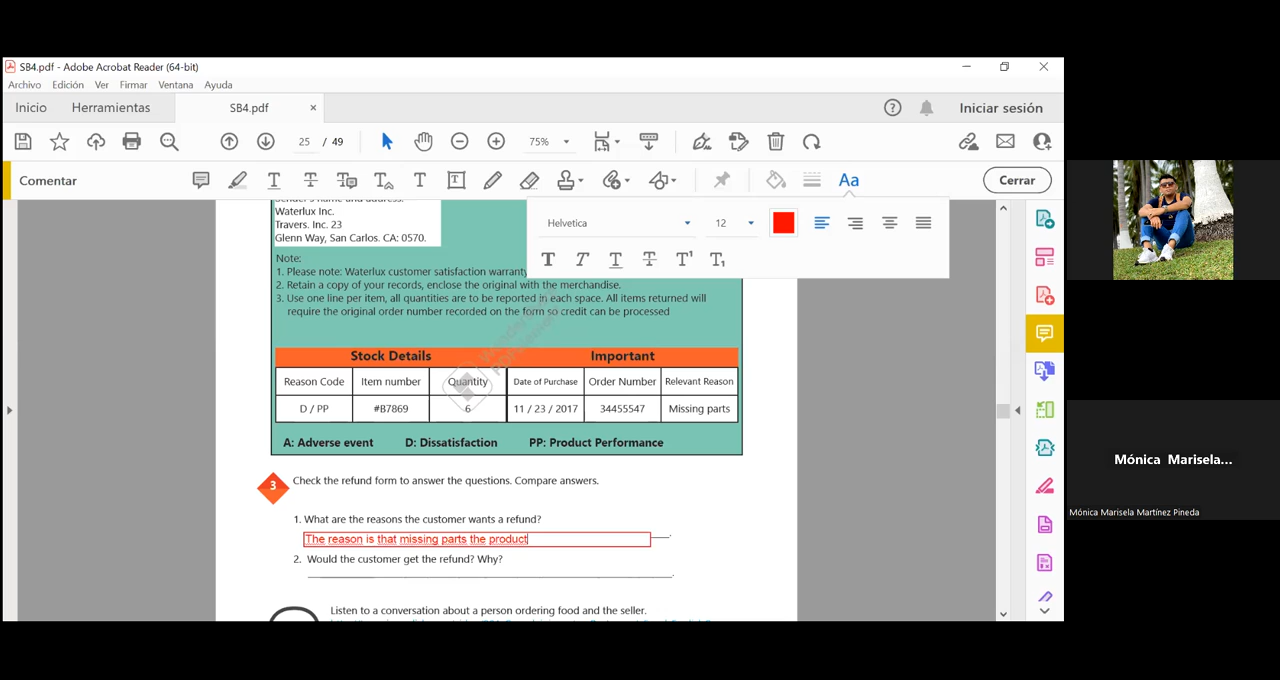 SB4.pdf - Adobe Acrobat Reader (64-bit)
Archivo Edición Ver Firmar Ventana Ayuda
Inicio Herramientas SB4.pdf × Iniciar sesión
25 / 49 75%
Comentar Cerrar
Helvetica 12
Waterlux Inc.
Travers. Inc. 23
Glenn Way, San Carlos. CA: 0570.
Note:
1. Please note: Waterlux customer satisfaction warranty
2. Retain a copy of your records, enclose the original with the merchandise.
3. Use one line per item, all quantities are to be reported in each space. All items returned will
require the original order number recorded on the form so credit can be processed
Stock Details Important
Reason Code Item number Quantity Date of Purchase Order Number Relevant Reason
D / PP #B7869 6 11 / 23 / 2017 34455547 Missing parts
A: Adverse event D: Dissatisfaction PP: Product Performance
3 Check the refund form to answer the questions. Compare answers.
1. What are the reasons the customer wants a refund?
The reason is that missing parts the product
2. Would the customer get the refund? Why?
Listen to a conversation about a person ordering food and the seller.
Mónica Marisela...
Mónica Marisela Martínez Pineda